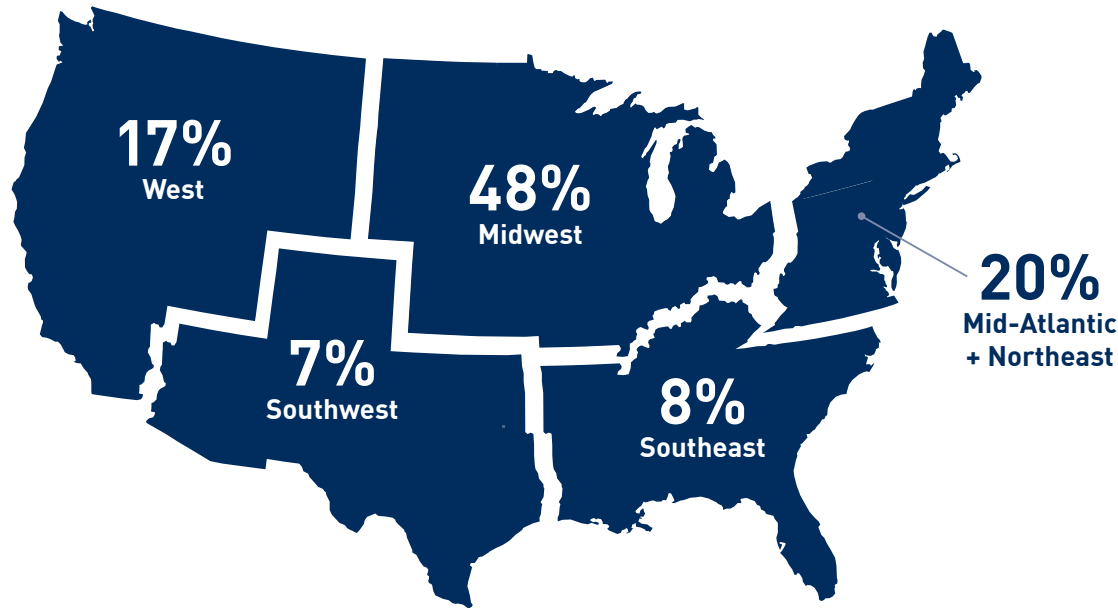 17%
West
48%
Midwest
20%
Mid-Atlantic
+ Northeast
7%
Southwest
8%
Southeast